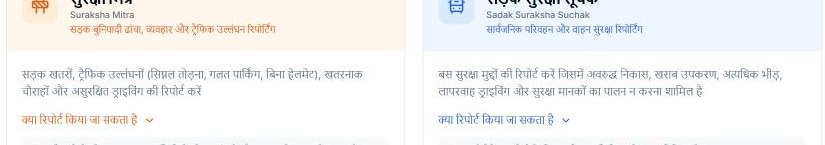 Suraksha Mitra
सड़क बुनियादी ढांचा, व्यवहार और ट्रैफिक उल्लंघन रिपोर्टिंग
सड़क खतरों, ट्रैफिक उल्लंघनों (सिग्नल तोड़ना, गलत पार्किंग, बिना हेलमेट), खतरनाक
चौराहों और असुरक्षित ड्राइविंग की रिपोर्ट करें
क्या रिपोर्ट किया जा सकता है
Sadak Suraksha Suchak
सार्वजनिक परिवहन और वाहन सुरक्षा रिपोर्टिंग
बस सुरक्षा मुद्दों की रिपोर्ट करें जिसमें अवरुद्ध निकास, खराब उपकरण, अत्यधिक भीड़,
लापरवाह ड्राइविंग और सुरक्षा मानकों का पालन न करना शामिल है
क्या रिपोर्ट किया जा सकता है